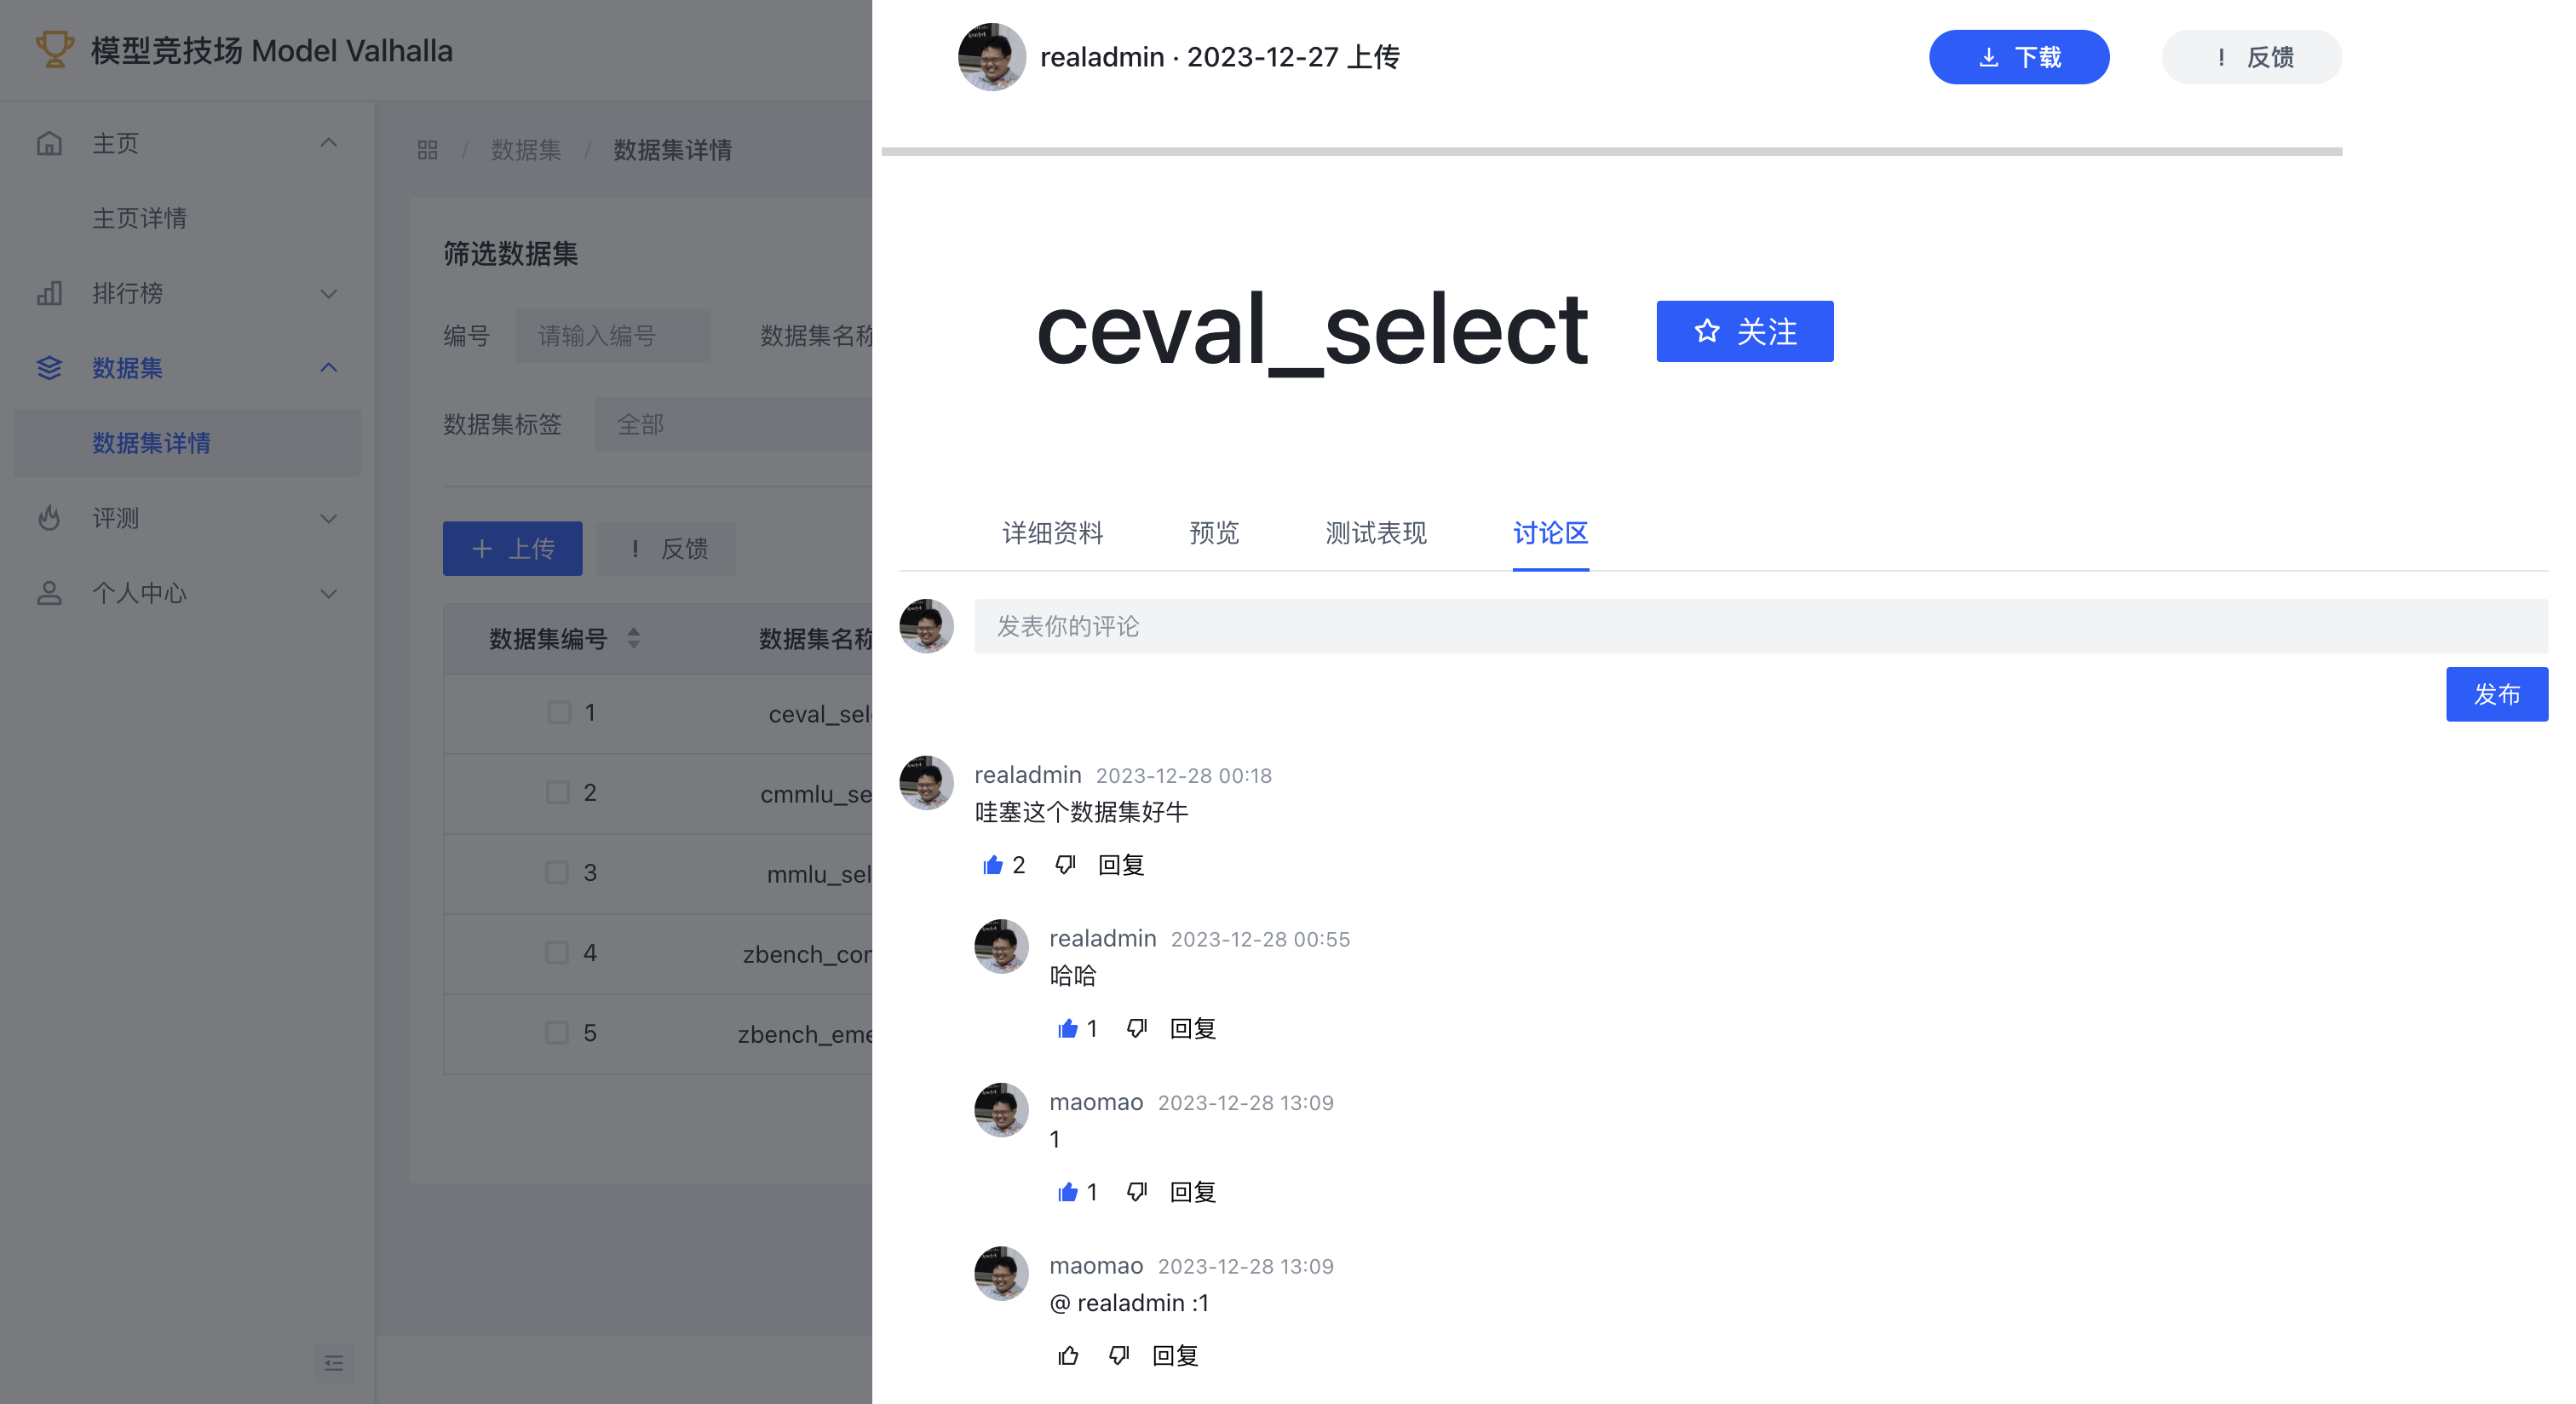 模型竞技场 Model Valhalla
主页
主页详情
排行榜
数据集
数据集详情
评测
个人中心
/ 数据集 / 数据集详情
筛选数据集
编号 请输入编号 数据集名称
数据集标签 全部
+ 上传 ! 反馈
数据集编号 数据集名称
1 ceval_sel
2 cmmlu_se
3 mmlu_sel
4 zbench_con
5 zbench_eme
realadmin · 2023-12-27 上传
下载 ! 反馈
ceval_select 关注
详细资料 预览 测试表现 讨论区
发表你的评论
发布
realadmin 2023-12-28 00:18
哇塞这个数据集好牛
2 回复
realadmin 2023-12-28 00:55
哈哈
1 回复
maomao 2023-12-28 13:09
1
1 回复
maomao 2023-12-28 13:09
@ realadmin :1
回复